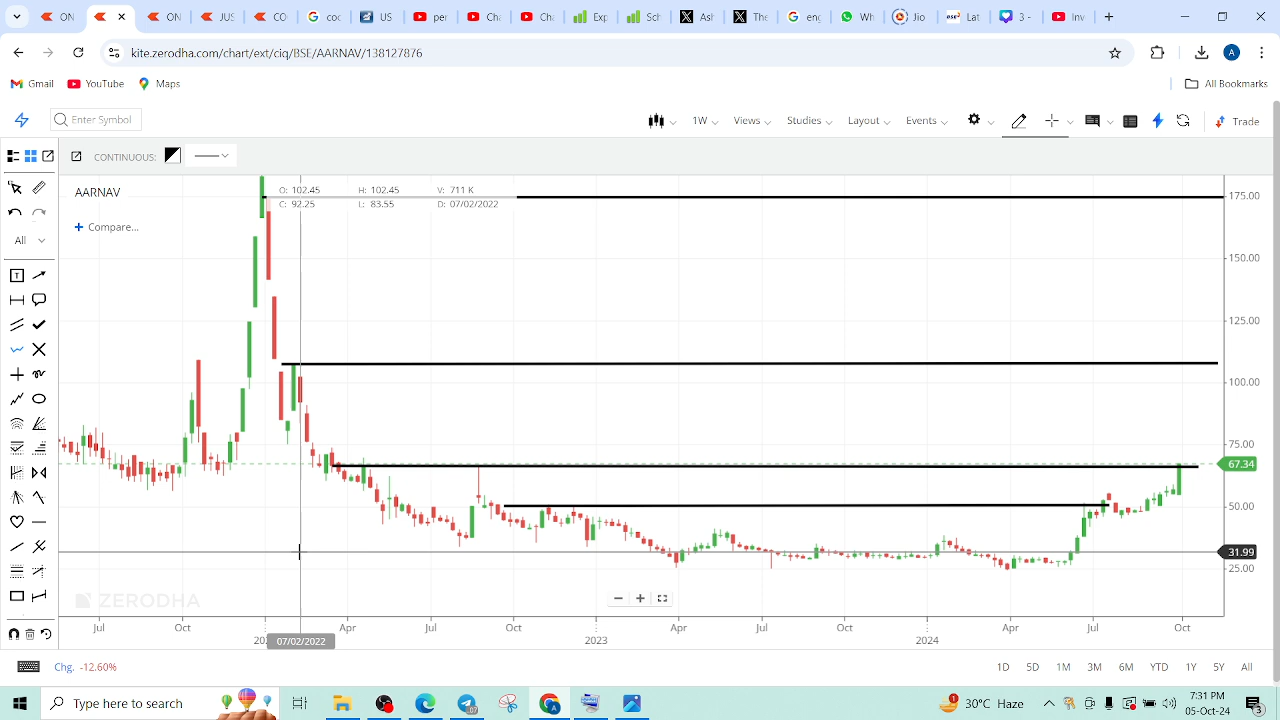 JUS
CO
coc
US
per
Ch
Ch
exp
Sch
Ass
The
gen
Wh
Jio
Lat
3 -
Inv
kite.zerodha.com/chart/ext/ciq/BSE/AARNAV/138127876
A
Gmail
YouTube
Maps
All Bookmarks
Enter Symbol
1W
Views
Studies
Layout
Events
Trade
CONTINUOUS:
AARNAV
O: 102.45 H: 102.45 V: 711 K
C: 92.25 L: 83.55 D: 07/02/2022
Compare...
All
T
175.00
150.00
125.00
100.00
75.00
67.34
50.00
31.99
25.00
ZERODHA
Jul Oct Apr Jul Oct 2023 Apr Jul Oct 2024 Apr Jul Oct
07/02/2022
Chg. -12.60%
1D 5D 1M 3M 6M YTD 1Y 5Y All
Type here to search
30°C Haze
7:31 PM
05-Oct-24